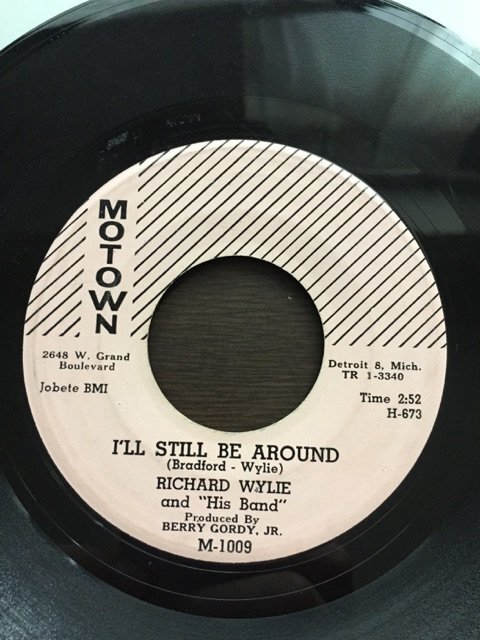 MOTOWN
2648 W. Grand
Boulevard
Jobete BMI
Detroit 8, Mich.
TR 1-3340
Time 2:52
H-673
I'LL STILL BE AROUND
(Bradford - Wylie)
RICHARD WYLIE
and "His Band"
Produced By
BERRY GORDY, JR.
M-1009